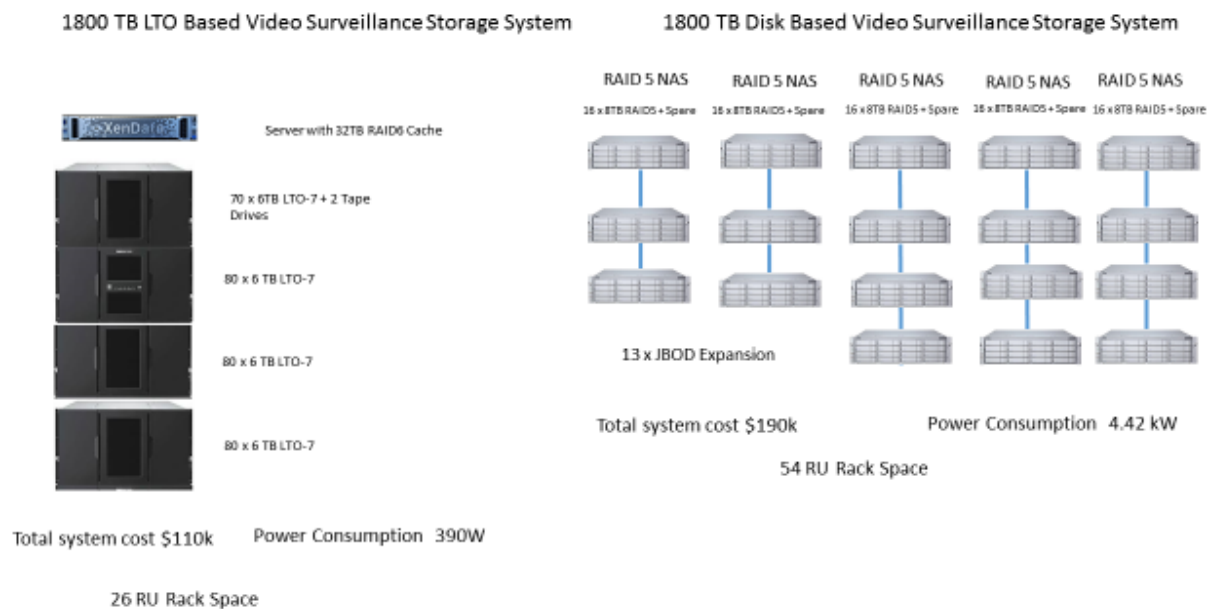 1800 TB LTO Based Video Surveillance Storage System
XenData
Server with 32TB RAID6 Cache
70 x 6TB LTO-7 + 2 Tape
Drives
80 x 6 TB LTO-7
80 x 6 TB LTO-7
80 x 6 TB LTO-7
Total system cost $110k
Power Consumption 390W
26 RU Rack Space
1800 TB Disk Based Video Surveillance Storage System
RAID 5 NAS
RAID 5 NAS
RAID 5 NAS
RAID 5 NAS
RAID 5 NAS
16 x 8TB RAID5 + Spare
16 x 8TB RAID5 + Spare
16 x 8TB RAID5 + Spare
16 x 8TB RAID5 + Spare
16 x 8TB RAID5 + Spare
13 x JBOD Expansion
Total system cost $190k
Power Consumption 4.42 kW
54 RU Rack Space